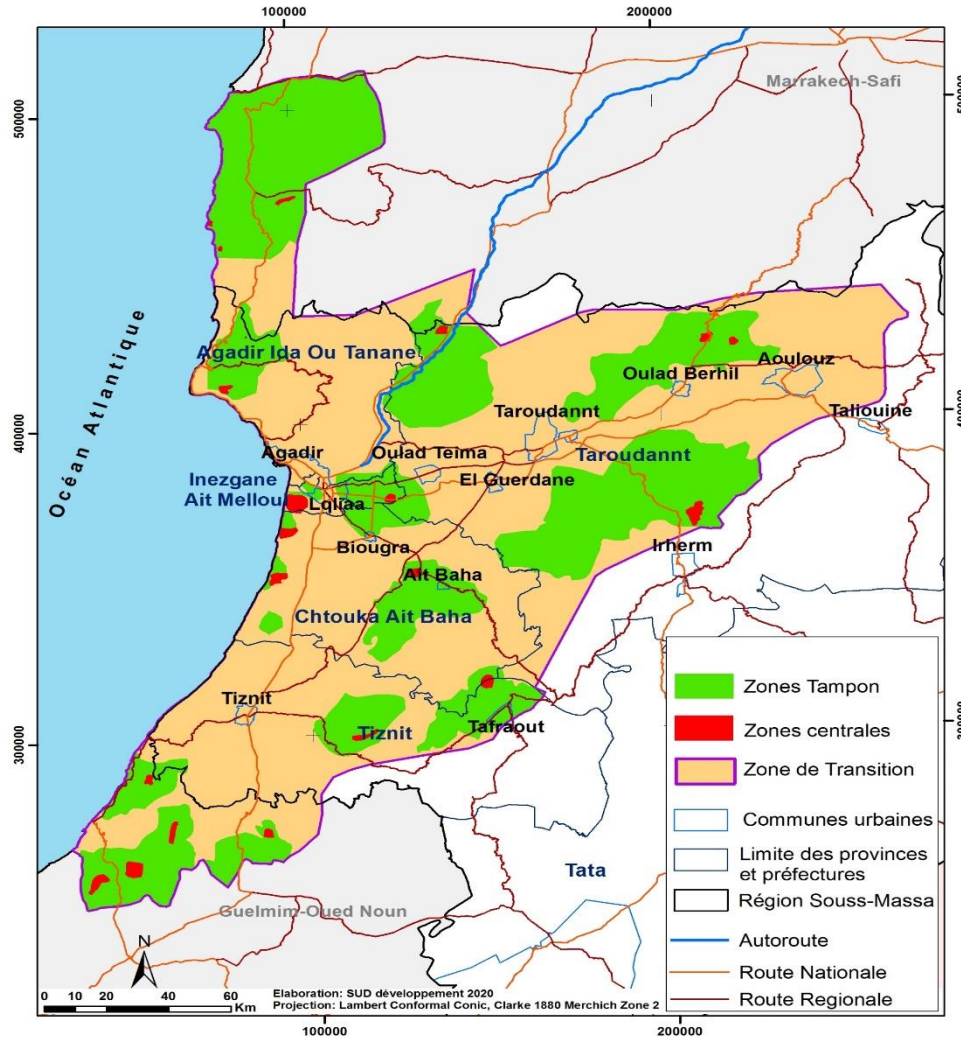 100000
200000
Marrakech-Safi
500000
500000
Océan Atlantique
Agadir Ida Ou Tanane
Oulad Berhil
Aoulouz
400000
400000
Taroudannt
Taliouine
Agadir
Oulad Teima
Taroudannt
Inezgane
Ait Mellou
El Guerdane
Lqliaa
Biougra
Irherm
Ait Baha
Chtouka Ait Baha
Tiznit
Tiznit
Tafraout
300000
Zones Tampon
Zones centrales
Zone de Transition
Communes urbaines
Limite des provinces
et préfectures
Région Souss-Massa
Autoroute
Route Nationale
Route Regionale
Tata
Guelmim-Oued Noun
N
0 10 20 40 60
Km
Elaboration: SUD développement 2020
Projection: Lambert Conformal Conic, Clarke 1880 Merchich Zone 2
100000
200000